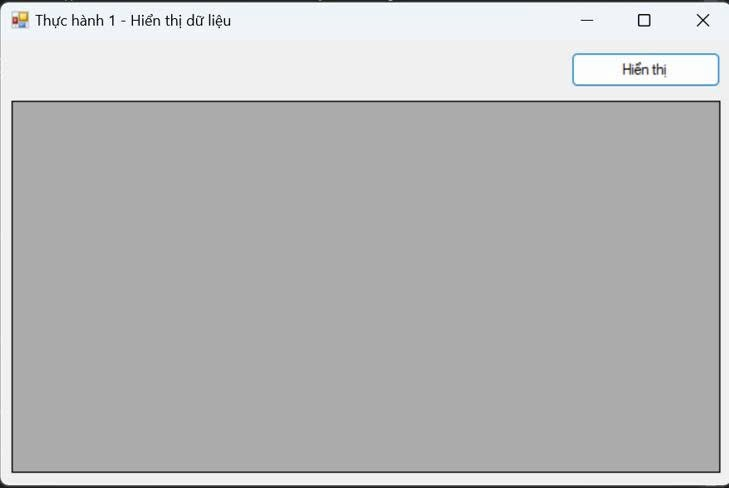 Thực hành 1 - Hiển thị dữ liệu
Hiển thị